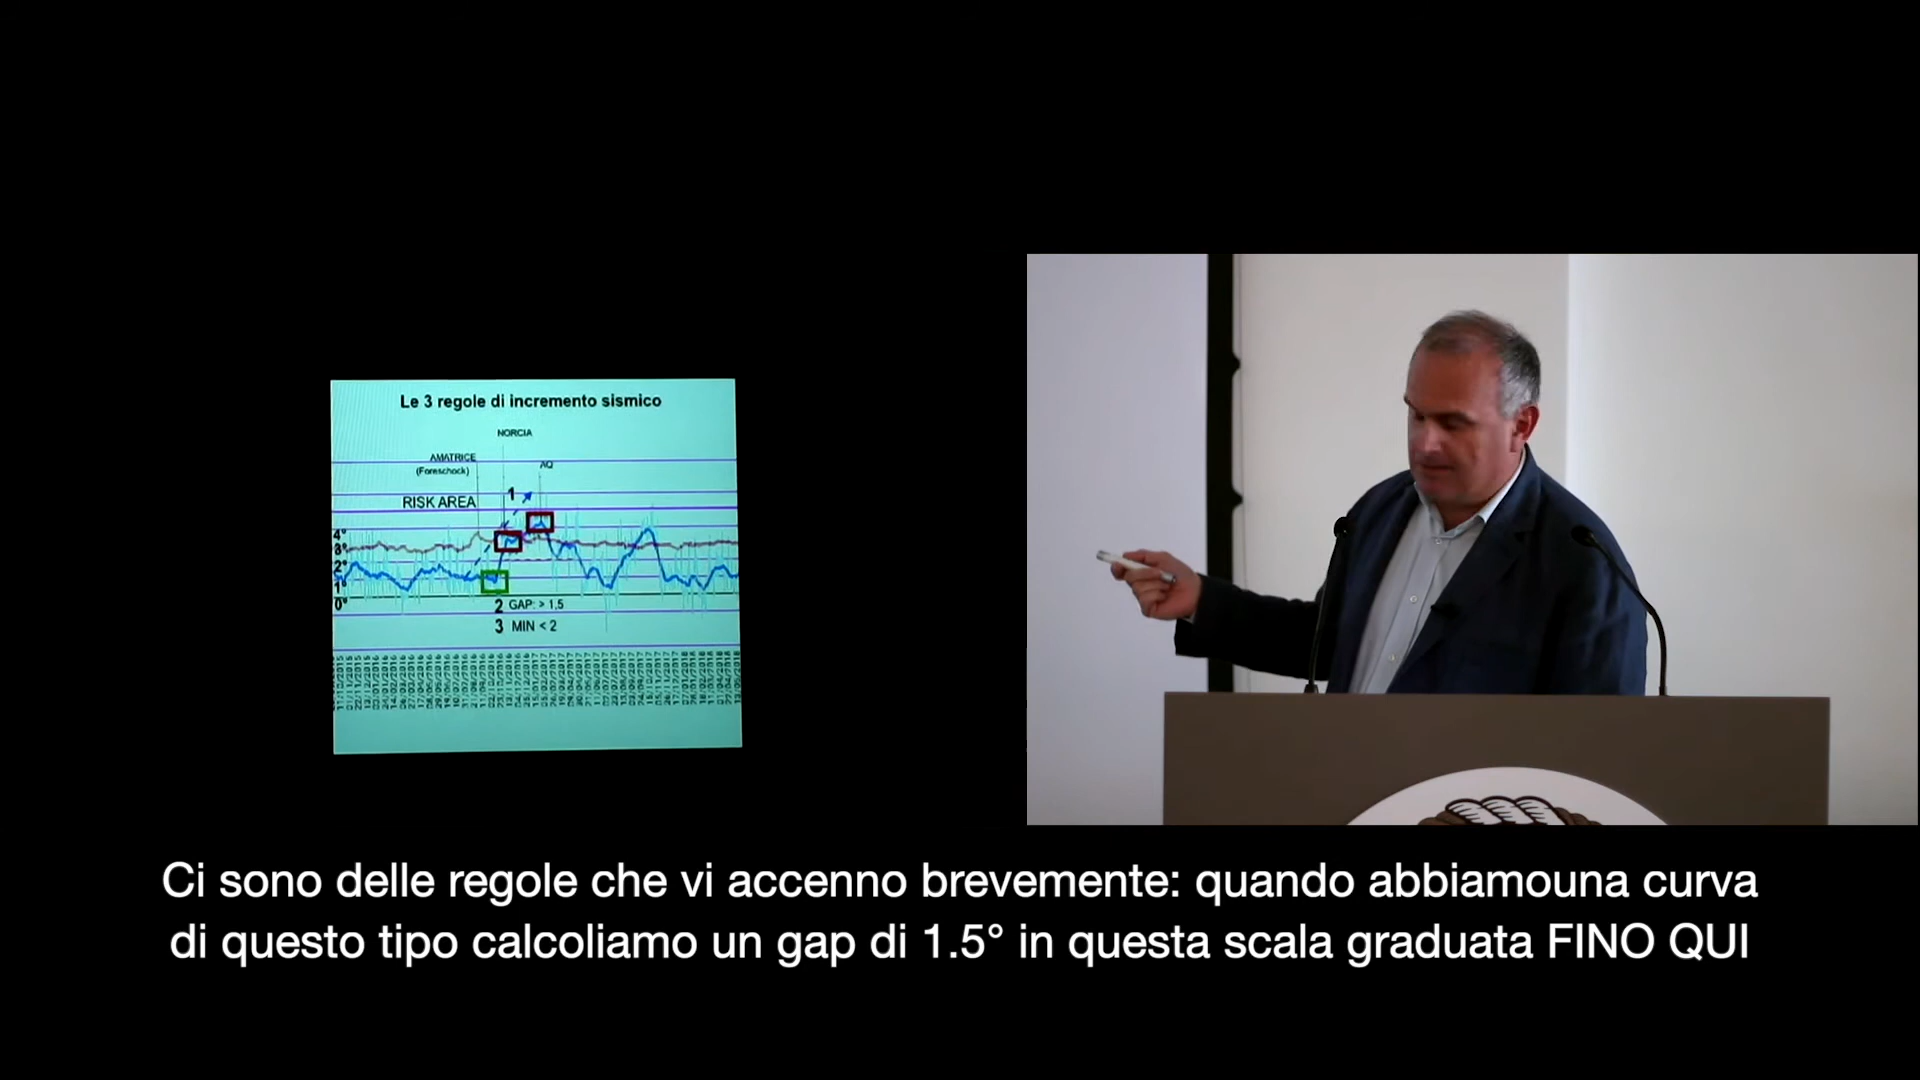 Le 3 regole di incremento sismico
NORCIA
AMATRICE
(Foreschock)
AQ
1
RISK AREA
4°
3°
2°
1°
0°
2 GAP: > 1,5
3 MIN < 2
Ci sono delle regole che vi accenno brevemente: quando abbiamouna curva
di questo tipo calcoliamo un gap di 1.5° in questa scala graduata FINO QUI